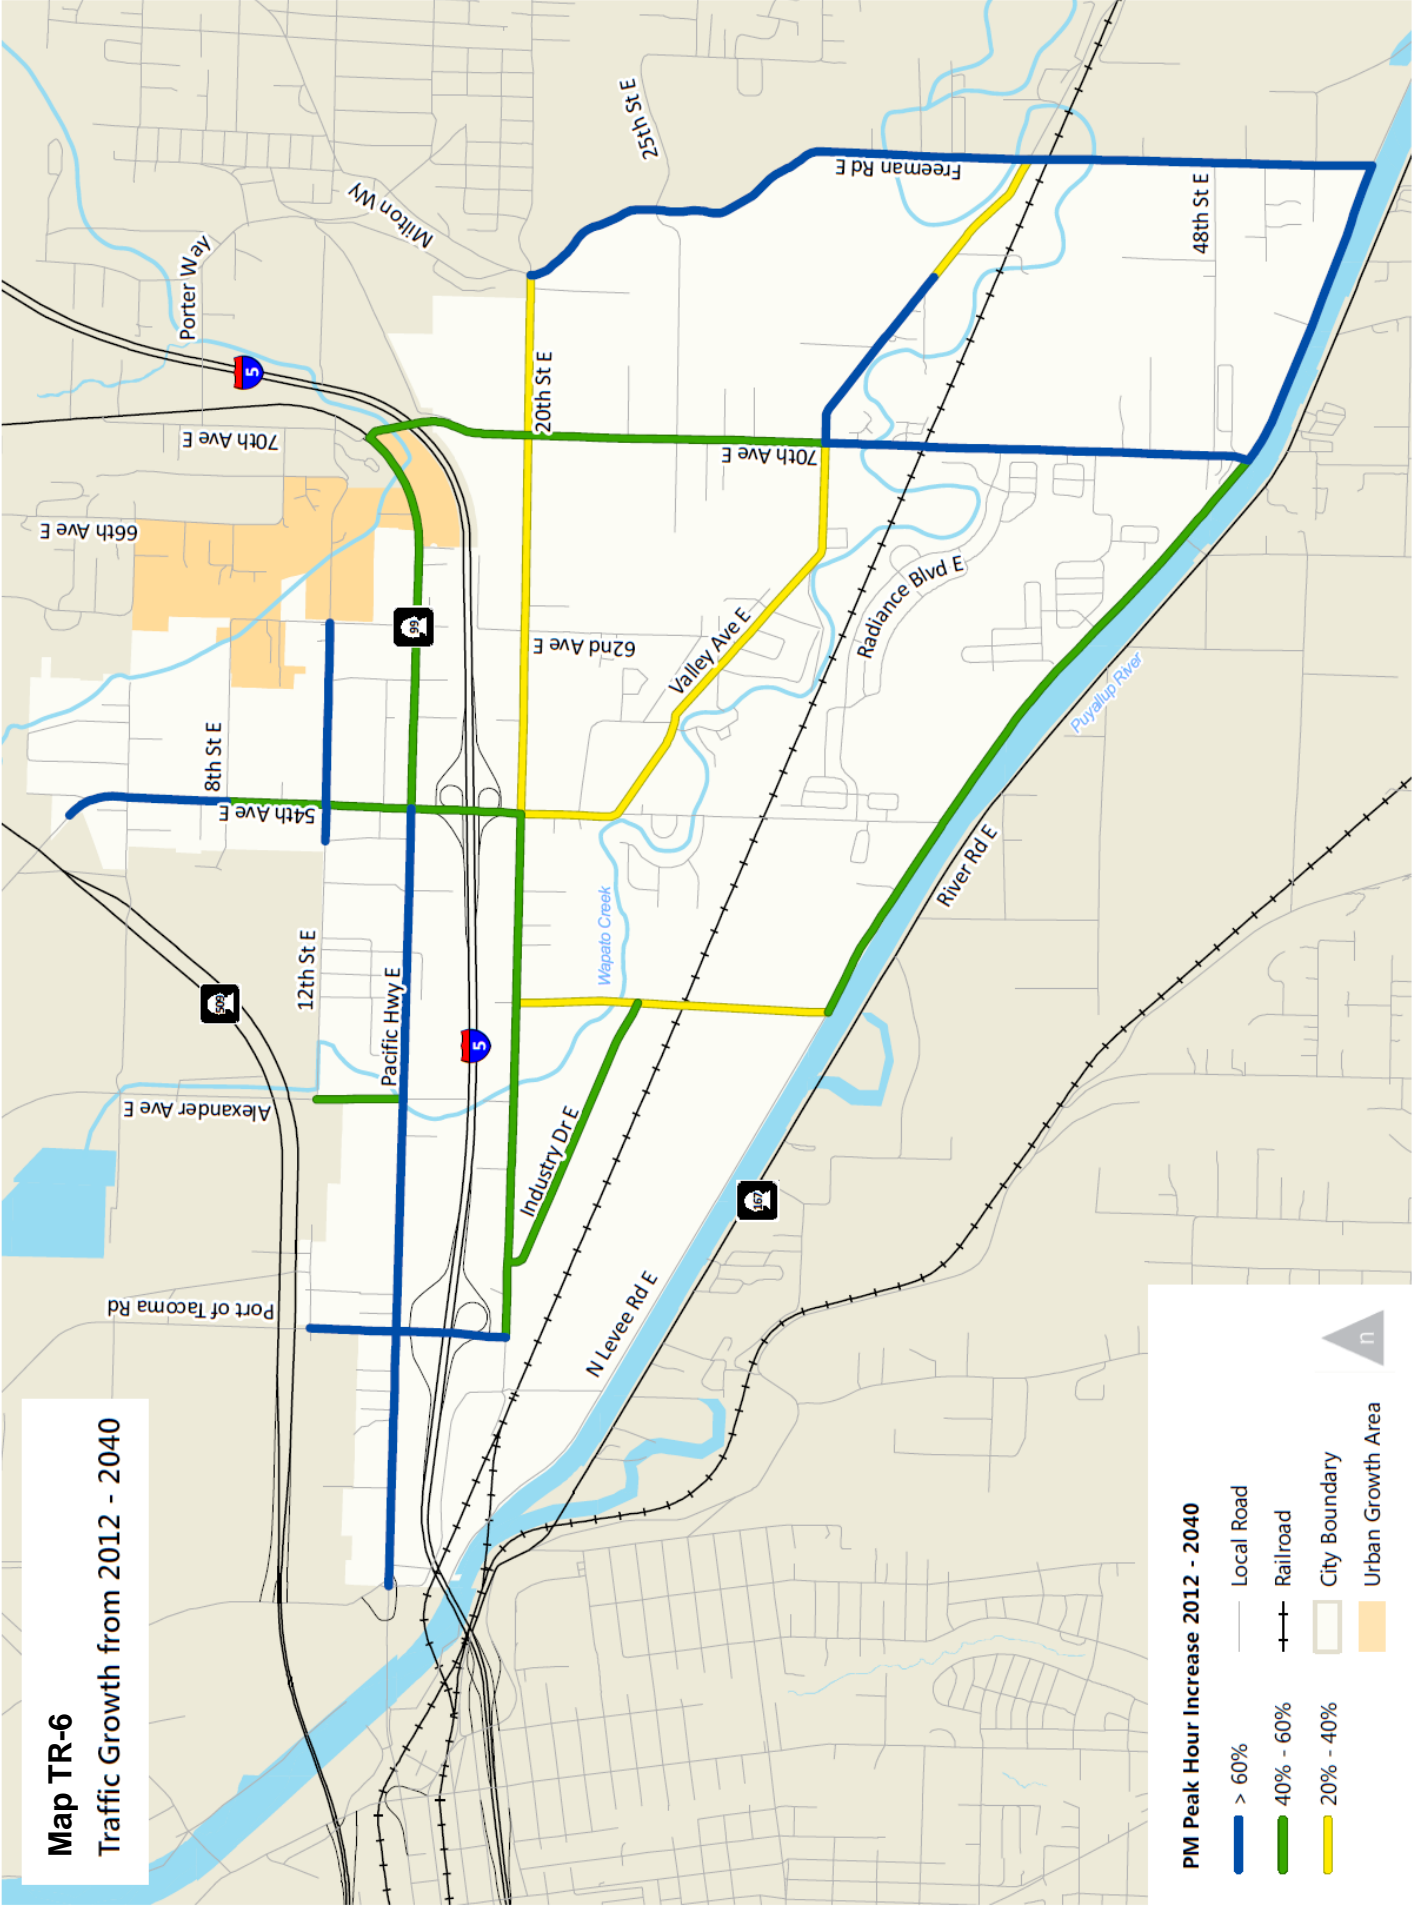 Map TR-6
Traffic Growth from 2012 - 2040
Porter Way
Milton Wy
25th St E
5
70th Ave E
66th Ave E
20th St E
Freeman Rd E
48th St E
70th Ave E
99
62nd Ave E
Valley Ave E
Radiance Blvd E
8th St E
54th Ave E
Puyallup River
River Rd E
Wapato Creek
509
12th St E
Pacific Hwy E
5
Alexander Ave E
Industry Dr E
167
Port of Tacoma Rd
N Levee Rd E
PM Peak Hour Increase 2012 - 2040
> 60%
40% - 60%
20% - 40%
Local Road
Railroad
City Boundary
Urban Growth Area
n